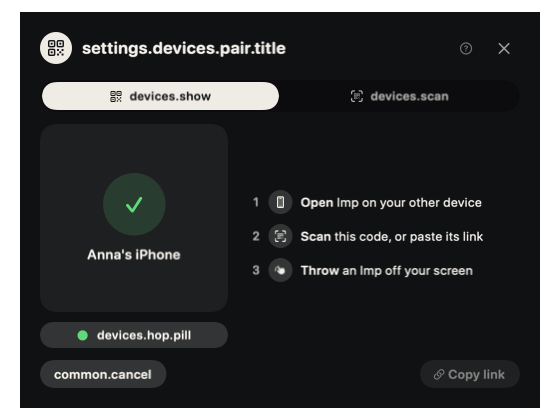 settings.devices.pair.title
devices.show
devices.scan
Anna's iPhone
1 Open Imp on your other device
2 Scan this code, or paste its link
3 Throw an Imp off your screen
devices.hop.pill
common.cancel
Copy link